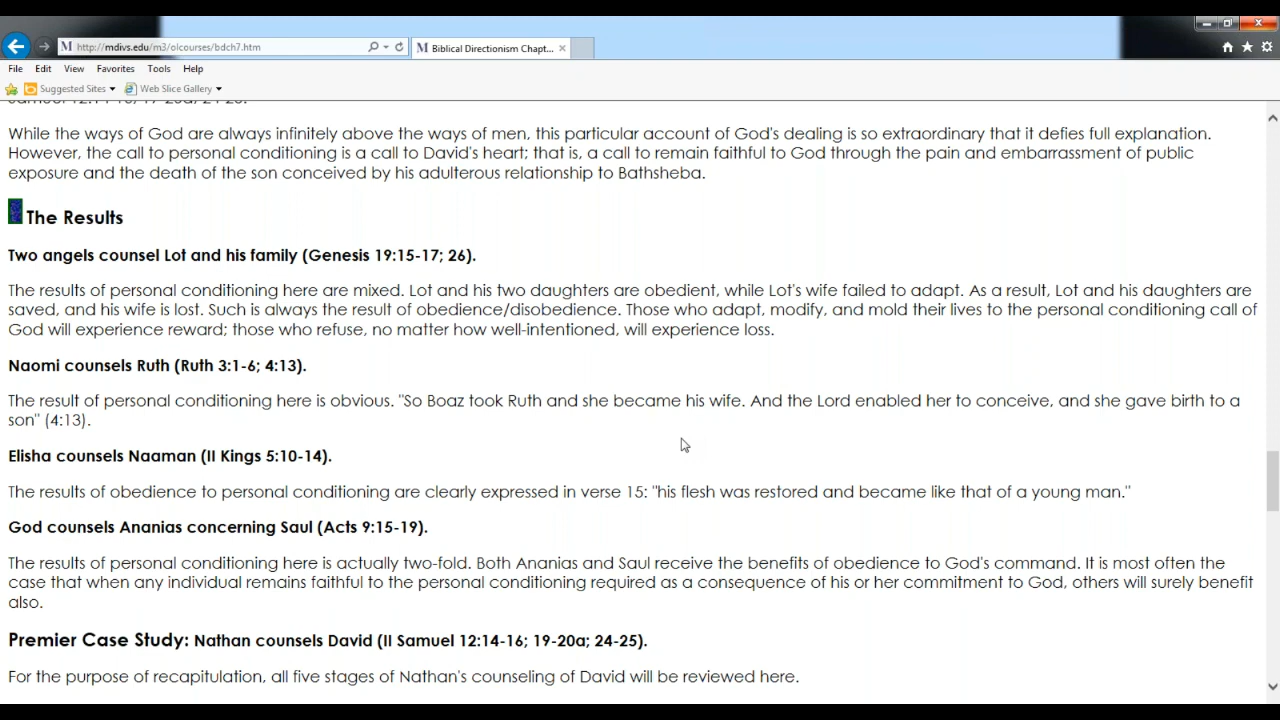 http://mdivs.edu/m3/olcourses/bdch7.htm
Biblical Directionism Chapt...
File Edit View Favorites Tools Help
Suggested Sites Web Slice Gallery
While the ways of God are always infinitely above the ways of men, this particular account of God's dealing is so extraordinary that it defies full explanation.
However, the call to personal conditioning is a call to David's heart; that is, a call to remain faithful to God through the pain and embarrassment of public
exposure and the death of the son conceived by his adulterous relationship to Bathsheba.
The Results
Two angels counsel Lot and his family (Genesis 19:15-17; 26).
The results of personal conditioning here are mixed. Lot and his two daughters are obedient, while Lot's wife failed to adapt. As a result, Lot and his daughters are
saved, and his wife is lost. Such is always the result of obedience/disobedience. Those who adapt, modify, and mold their lives to the personal conditioning call of
God will experience reward; those who refuse, no matter how well-intentioned, will experience loss.
Naomi counsels Ruth (Ruth 3:1-6; 4:13).
The result of personal conditioning here is obvious. "So Boaz took Ruth and she became his wife. And the Lord enabled her to conceive, and she gave birth to a
son" (4:13).
Elisha counsels Naaman (II Kings 5:10-14).
The results of obedience to personal conditioning are clearly expressed in verse 15: "his flesh was restored and became like that of a young man."
God counsels Ananias concerning Saul (Acts 9:15-19).
The results of personal conditioning here is actually two-fold. Both Ananias and Saul receive the benefits of obedience to God's command. It is most often the
case that when any individual remains faithful to the personal conditioning required as a consequence of his or her commitment to God, others will surely benefit
also.
Premier Case Study: Nathan counsels David (II Samuel 12:14-16; 19-20a; 24-25).
For the purpose of recapitulation, all five stages of Nathan's counseling of David will be reviewed here.